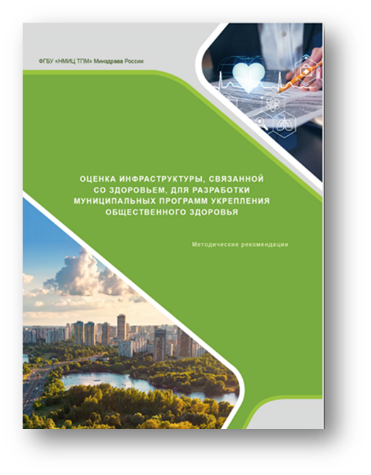 ФГБУ «НМИЦ ТПМ» Минздрава России
ОЦЕНКА ИНФРАСТРУКТУРЫ, СВЯЗАННОЙ
СО ЗДОРОВЬЕМ, ДЛЯ РАЗРАБОТКИ
МУНИЦИПАЛЬНЫХ ПРОГРАММ УКРЕПЛЕНИЯ
ОБЩЕСТВЕННОГО ЗДОРОВЬЯ
Методические рекомендации